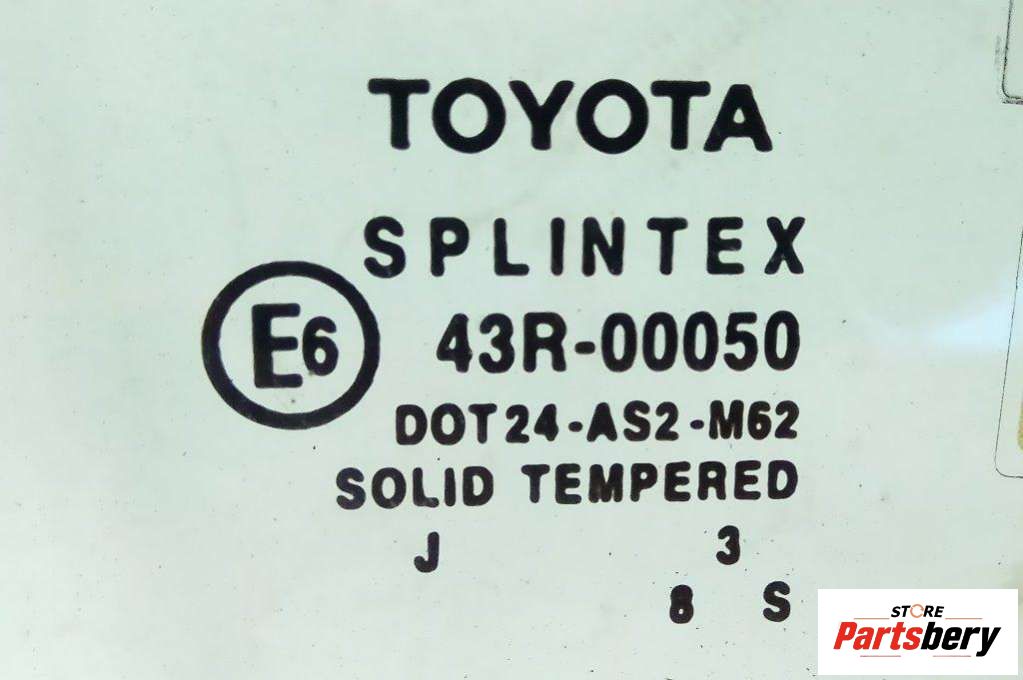 TOYOTA
SPLINTEX
E6
43R-00050
DOT24-AS2-M62
SOLID TEMPERED
J 3
8 S
STORE
Partsbery